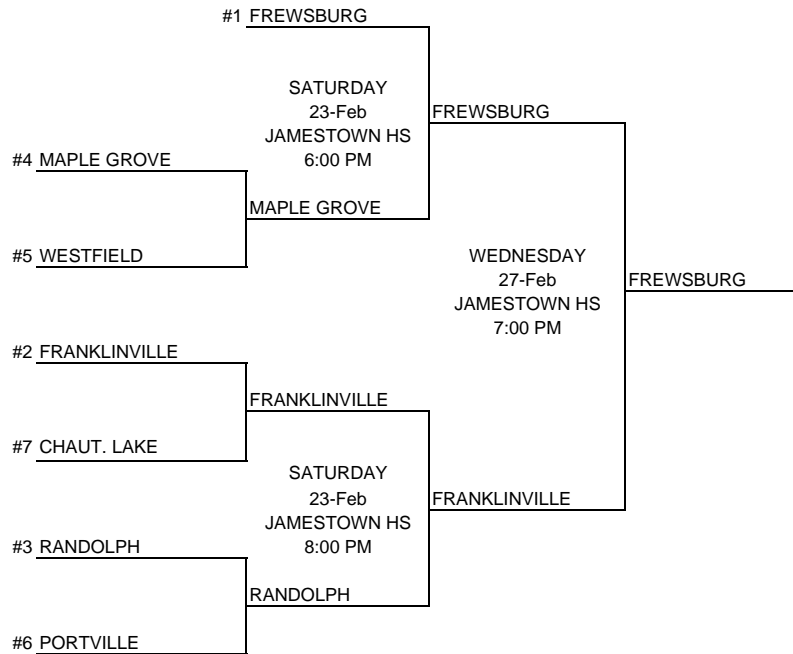 #1 FREWSBURG
SATURDAY
23-Feb
JAMESTOWN HS
6:00 PM
FREWSBURG
#4 MAPLE GROVE
MAPLE GROVE
#5 WESTFIELD
WEDNESDAY
27-Feb
JAMESTOWN HS
7:00 PM
FREWSBURG
#2 FRANKLINVILLE
FRANKLINVILLE
#7 CHAUT. LAKE
SATURDAY
23-Feb
JAMESTOWN HS
8:00 PM
FRANKLINVILLE
#3 RANDOLPH
RANDOLPH
#6 PORTVILLE